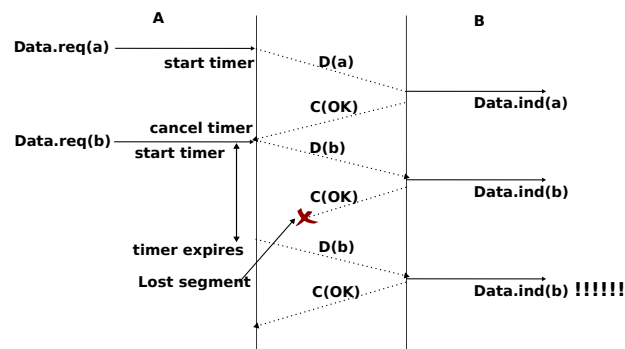 A
B
Data.req(a)
start timer
D(a)
Data.ind(a)
C(OK)
cancel timer
Data.req(b)
start timer
D(b)
Data.ind(b)
C(OK)
timer expires
D(b)
Lost segment
C(OK)
Data.ind(b) !!!!!!